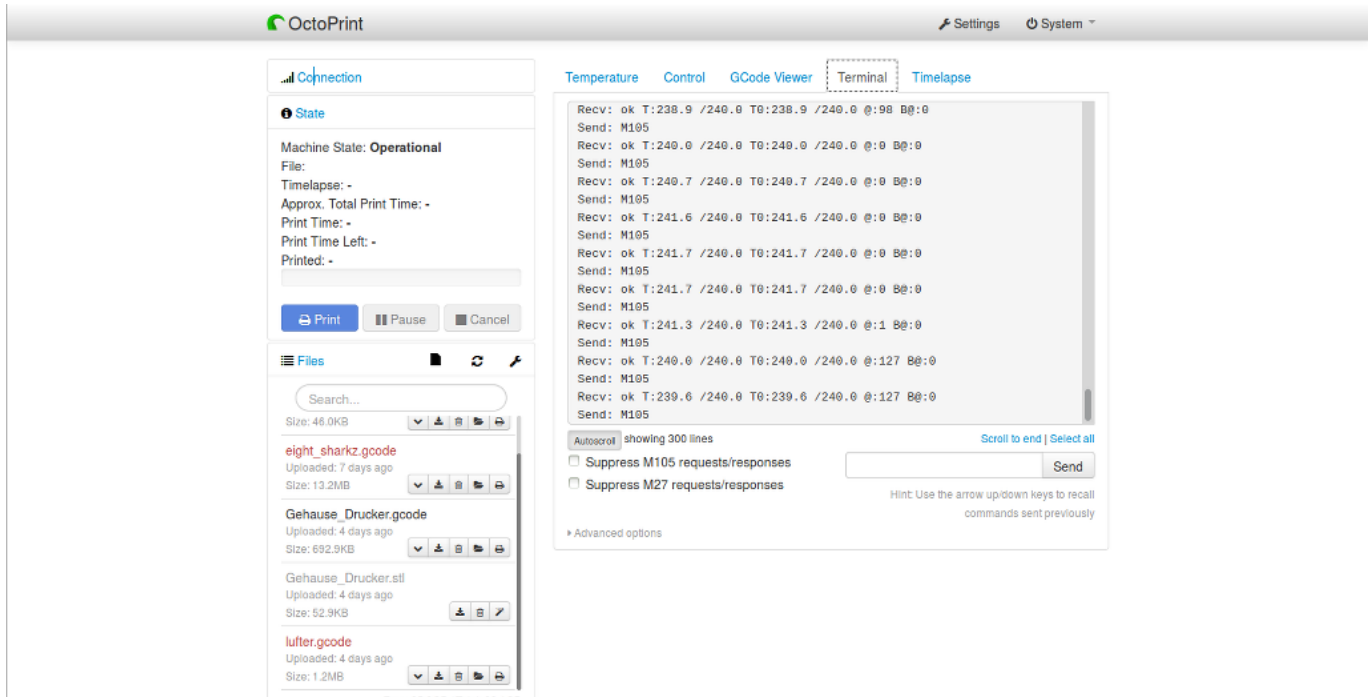 OctoPrint
Settings
System
Connection
State
Machine State: Operational
File:
Timelapse: -
Approx. Total Print Time: -
Print Time: -
Print Time Left: -
Printed: -
Print
Pause
Cancel
Files
Search...
Size: 46.0KB
eight_sharkz.gcode
Uploaded: 7 days ago
Size: 13.2MB
Gehause_Drucker.gcode
Uploaded: 4 days ago
Size: 692.9KB
Gehause_Drucker.stl
Uploaded: 4 days ago
Size: 52.9KB
lufter.gcode
Uploaded: 4 days ago
Size: 1.2MB
Temperature Control GCode Viewer Terminal Timelapse
Recv: ok T:238.9 /240.0 T0:238.9 /240.0 @:98 B@:0
Send: M105
Recv: ok T:240.0 /240.0 T0:240.0 /240.0 @:0 B@:0
Send: M105
Recv: ok T:240.7 /240.0 T0:240.7 /240.0 @:0 B@:0
Send: M105
Recv: ok T:241.6 /240.0 T0:241.6 /240.0 @:0 B@:0
Send: M105
Recv: ok T:241.7 /240.0 T0:241.7 /240.0 @:0 B@:0
Send: M105
Recv: ok T:241.7 /240.0 T0:241.7 /240.0 @:0 B@:0
Send: M105
Recv: ok T:241.3 /240.0 T0:241.3 /240.0 @:1 B@:0
Send: M105
Recv: ok T:240.0 /240.0 T0:240.0 /240.0 @:127 B@:0
Send: M105
Recv: ok T:239.6 /240.0 T0:239.6 /240.0 @:127 B@:0
Send: M105
Autoscroll showing 300 lines
Scroll to end | Select all
Suppress M105 requests/responses
Send
Suppress M27 requests/responses
Hint: Use the arrow up/down keys to recall
commands sent previously
Advanced options